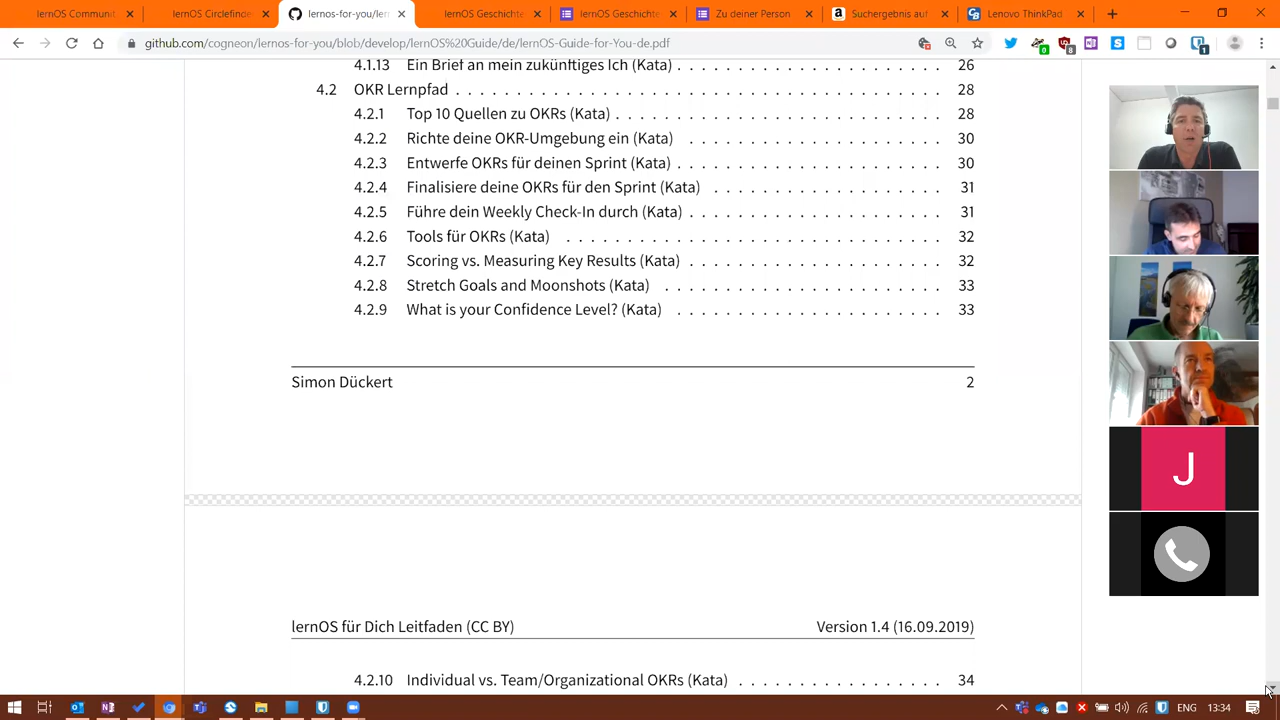 lernOS Communit
lernOS Circlefinde
lernos-for-you/lern
lernOS Geschichte
lernOS Geschichte
Zu deiner Person
Suchergebnis auf
Lenovo ThinkPad
github.com/cogneon/lernos-for-you/blob/develop/lernOS%20Guide/de/lernOS-Guide-for-You-de.pdf
4.1.13 Ein Brief an mein zukünftiges Ich (Kata) . . . . . . . . . . . . . . . . . . . . . . 26
4.2 OKR Lernpfad . . . . . . . . . . . . . . . . . . . . . . . . . . . . . . . . . . . . . . . 28
4.2.1 Top 10 Quellen zu OKRs (Kata) . . . . . . . . . . . . . . . . . . . . . . . . . . . 28
4.2.2 Richte deine OKR-Umgebung ein (Kata) . . . . . . . . . . . . . . . . . . . . . 30
4.2.3 Entwerfe OKRs für deinen Sprint (Kata) . . . . . . . . . . . . . . . . . . . . . . 30
4.2.4 Finalisiere deine OKRs für den Sprint (Kata) . . . . . . . . . . . . . . . . . . . 31
4.2.5 Führe dein Weekly Check-In durch (Kata) . . . . . . . . . . . . . . . . . . . . . 31
4.2.6 Tools für OKRs (Kata) . . . . . . . . . . . . . . . . . . . . . . . . . . . . . . 32
4.2.7 Scoring vs. Measuring Key Results (Kata) . . . . . . . . . . . . . . . . . . . . . 32
4.2.8 Stretch Goals and Moonshots (Kata) . . . . . . . . . . . . . . . . . . . . . . . 33
4.2.9 What is your Confidence Level? (Kata) . . . . . . . . . . . . . . . . . . . . . . 33
Simon Dückert 2
lernOS für Dich Leitfaden (CC BY) Version 1.4 (16.09.2019)
4.2.10 Individual vs. Team/Organizational OKRs (Kata) . . . . . . . . . . . . . . . . . 34
J
0
8
1
ENG 13:34